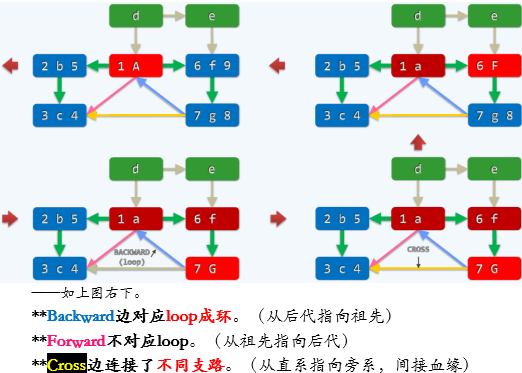 d e
2 b 5 1 A 6 f 9
3 c 4 7 g 8
d e
2 b 5 1 a 6 F
3 c 4 7 g 8
d e
2 b 5 1 a 6 f
BACKWARD
(loop)
3 c 4 7 G
d e
2 b 5 1 a 6 f
CROSS
3 c 4 7 G
——如上图右下。
**Backward边对应loop成环。（从后代指向祖先）
**Forward不对应loop。（从祖先指向后代）
**Cross边连接了不同支路。（从直系指向旁系，间接血缘）